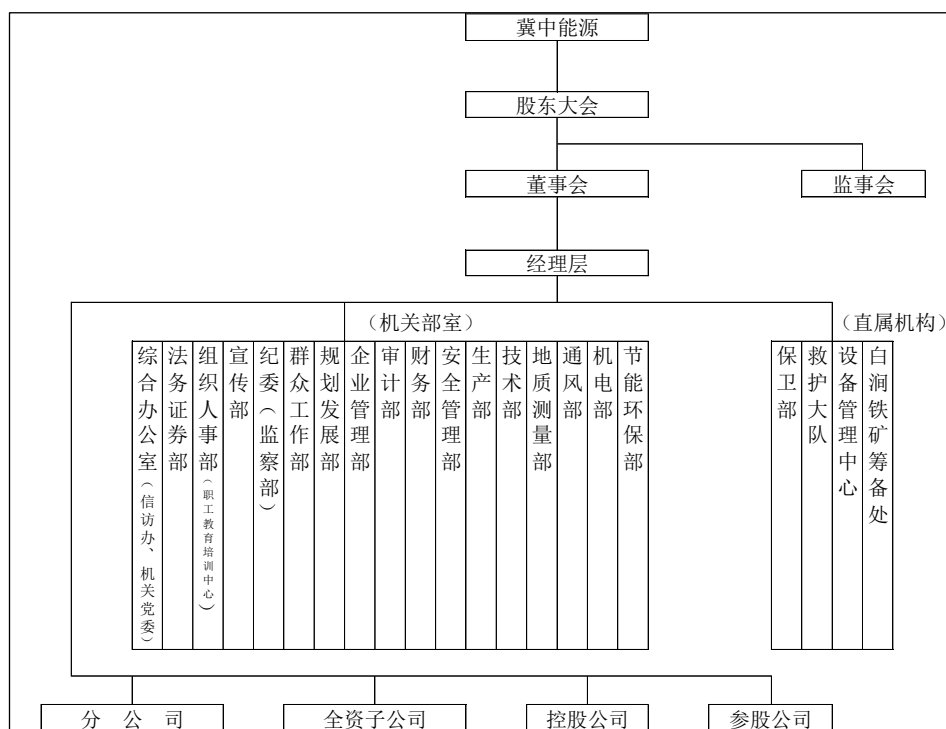 冀中能源
股东大会
董事会
监事会
经理层
（机关部室）
（直属机构）
综合办公室（信访办、机关党委）
法务证券部
组织人事部（职工教育培训中心）
宣传部
纪委（监察部）
群众工作部
规划发展部
企业管理部
审计部
财务部
安全管理部
生产部
技术部
地质测量部
通风部
机电部
节能环保部
保卫部
救护大队
设备管理中心
白涧铁矿筹备处
分 公 司
全资子公司
控股公司
参股公司